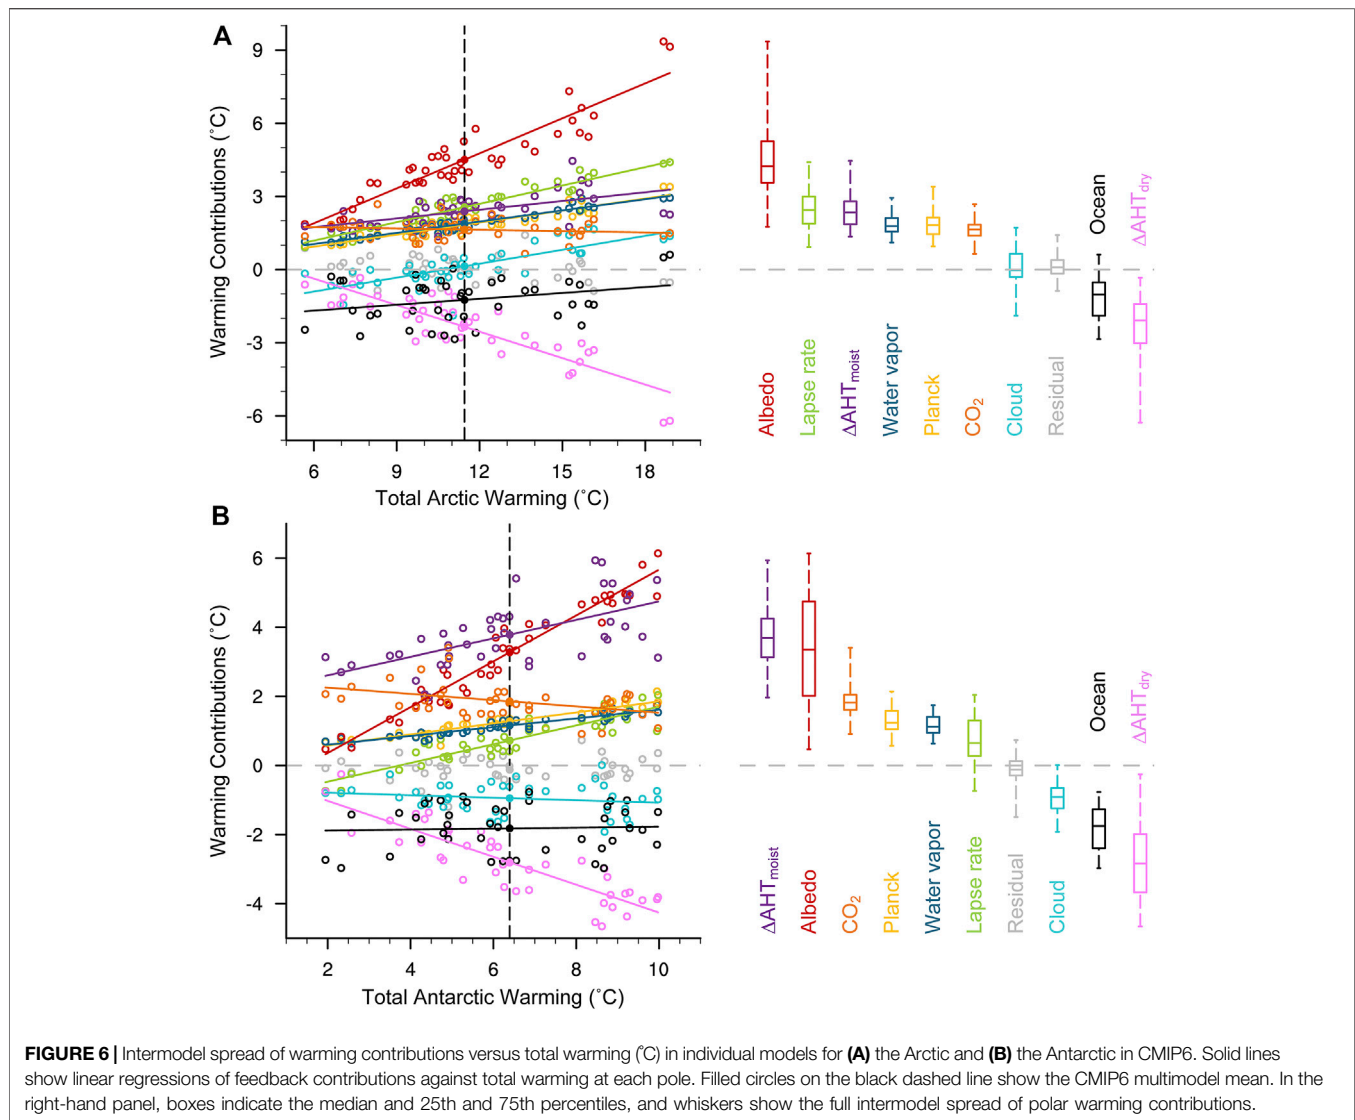 A
9
6
3
0
-3
-6
Warming Contributions (˚C)
6 9 12 15 18
Total Arctic Warming (˚C)
Albedo
Lapse rate
ΔAHTmoist
Water vapor
Planck
CO2
Cloud
Residual
Ocean
ΔAHTdry
B
6
4
2
0
-2
-4
Warming Contributions (˚C)
2 4 6 8 10
Total Antarctic Warming (˚C)
ΔAHTmoist
Albedo
CO2
Planck
Water vapor
Lapse rate
Residual
Cloud
Ocean
ΔAHTdry
FIGURE 6 | Intermodel spread of warming contributions versus total warming (˚C) in individual models for (A) the Arctic and (B) the Antarctic in CMIP6. Solid lines
show linear regressions of feedback contributions against total warming at each pole. Filled circles on the black dashed line show the CMIP6 multimodel mean. In the
right-hand panel, boxes indicate the median and 25th and 75th percentiles, and whiskers show the full intermodel spread of polar warming contributions.